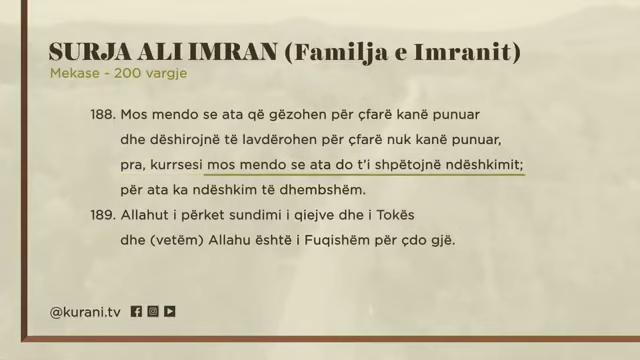 SURJA ALI IMRAN (Familja e Imranit)
Mekase - 200 vargje
188. Mos mendo se ata që gëzohen për çfarë kanë punuar
dhe dëshirojnë të lavdërohen për çfarë nuk kanë punuar,
pra, kurrsesi mos mendo se ata do t'i shpëtojnë ndëshkimit;
për ata ka ndëshkim të dhembshëm.
189. Allahut i përket sundimi i qiejve dhe i Tokës
dhe (vetëm) Allahu është i Fuqishëm për çdo gjë.
@kurani.tv